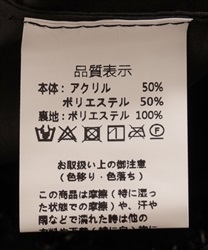 品質表示
本体：アクリル 50%
ポリエステル 50%
裏地：ポリエステル 100%
お取扱い上の御注意
（色移り・色落ち）
この商品は摩擦（特に湿っ
た状態での摩擦）や、汗や
雨などで濡れた時は他の